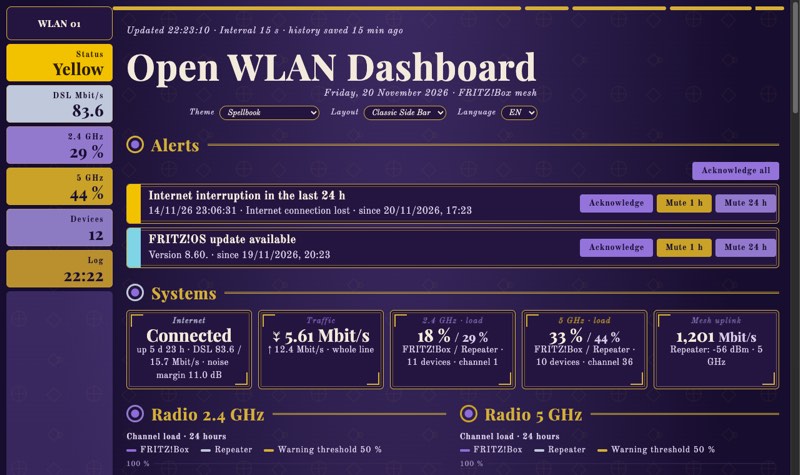 WLAN 01
Status
Yellow
DSL Mbit/s
83.6
2.4 GHz
29 %
5 GHz
44 %
Devices
12
Log
22:22
Updated 22:23:10 · Interval 15 s · history saved 15 min ago
Open WLAN Dashboard
Friday, 20 November 2026 · FRITZ!Box mesh
Theme Spellbook Layout Classic Side Bar Language EN
Alerts
Acknowledge all
Internet interruption in the last 24 h
14/11/26 23:06:31 · Internet connection lost · since 20/11/2026, 17:23
Acknowledge Mute 1 h Mute 24 h
FRITZ!OS update available
Version 8.60. · since 19/11/2026, 20:23
Acknowledge Mute 1 h Mute 24 h
Systems
Internet
Connected
up 5 d 23 h · DSL 83.6 /
15.7 Mbit/s · noise
margin 11.0 dB
Traffic
↓ 5.61 Mbit/s
↑ 12.4 Mbit/s · whole line
2.4 GHz · load
18 % / 29 %
FRITZ!Box / Repeater ·
11 devices · channel 1
5 GHz · load
33 % / 44 %
FRITZ!Box / Repeater ·
10 devices · channel 36
Mesh uplink
1,201 Mbit/s
Repeater: -56 dBm · 5
GHz
Radio 2.4 GHz
Channel load · 24 hours
FRITZ!Box Repeater Warning threshold 50 %
100 %
Radio 5 GHz
Channel load · 24 hours
FRITZ!Box Repeater Warning threshold 50 %
100 %